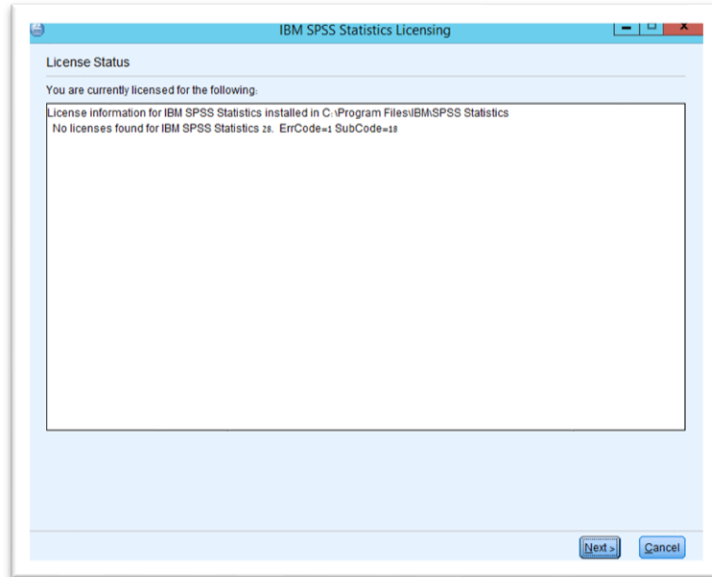 IBM SPSS Statistics Licensing
License Status
You are currently licensed for the following:
License information for IBM SPSS Statistics installed in C:\Program Files\IBM\SPSS Statistics
No licenses found for IBM SPSS Statistics 28. ErrCode=1 SubCode=18
Next >
Cancel